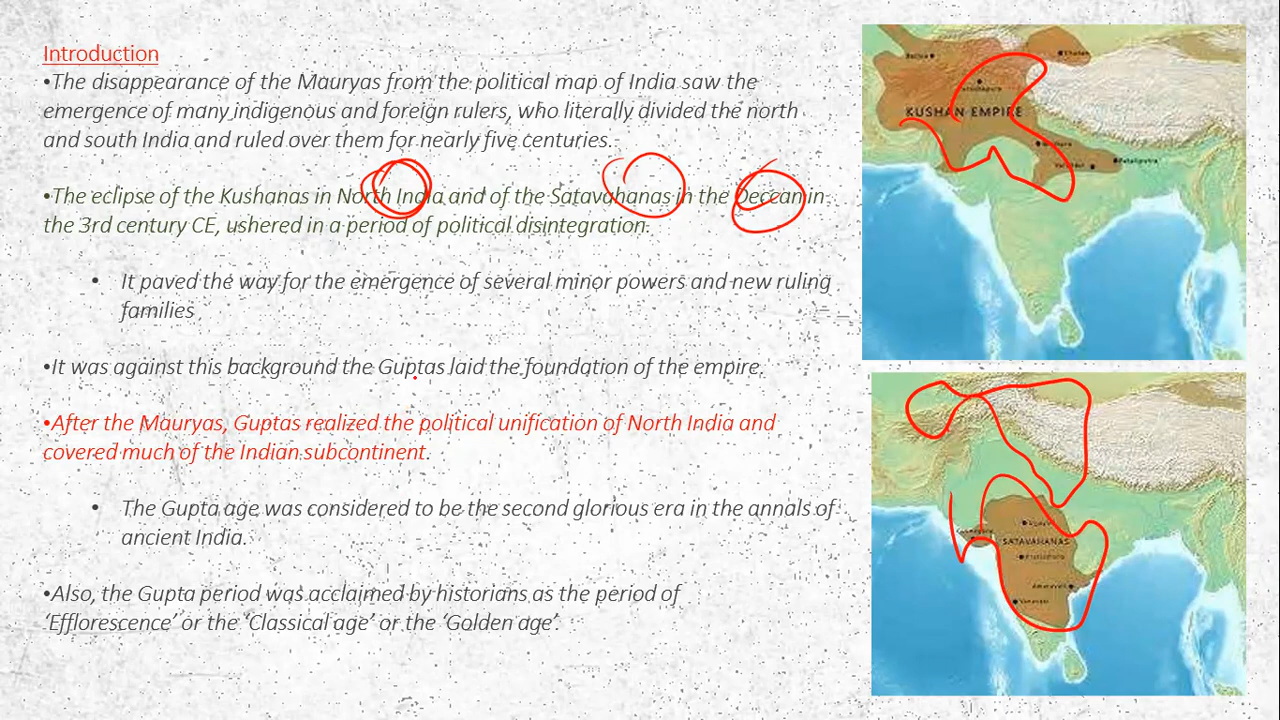 Introduction
•The disappearance of the Mauryas from the political map of India saw the
emergence of many indigenous and foreign rulers, who literally divided the north
and south India and ruled over them for nearly five centuries.
•The eclipse of the Kushanas in North India and of the Satavahanas in the Deccan in
the 3rd century CE, ushered in a period of political disintegration.
• It paved the way for the emergence of several minor powers and new ruling
families
•It was against this background the Guptas laid the foundation of the empire.
•After the Mauryas, Guptas realized the political unification of North India and
covered much of the Indian subcontinent.
• The Gupta age was considered to be the second glorious era in the annals of
ancient India.
•Also, the Gupta period was acclaimed by historians as the period of
‘Efflorescence’ or the ‘Classical age’ or the ‘Golden age’.
KUSHAN EMPIRE
Pataliputra
SATAVAHANAS